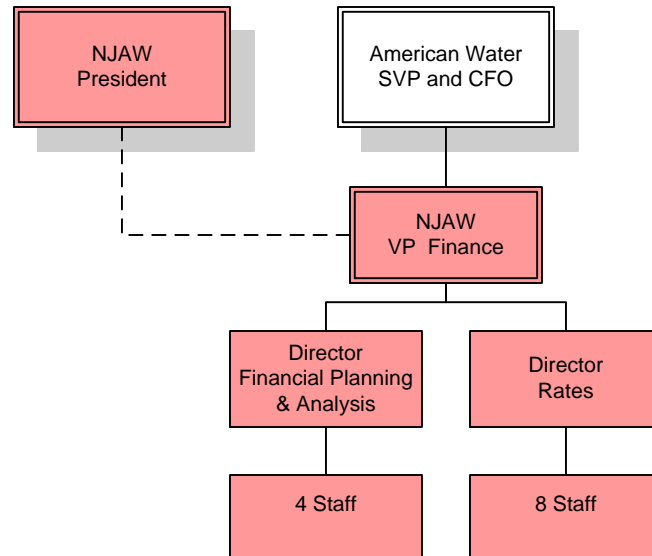 NJAW
President
American Water
SVP and CFO
NJAW
VP  Finance
Director
Financial Planning
& Analysis
Director
Rates
4 Staff
8 Staff